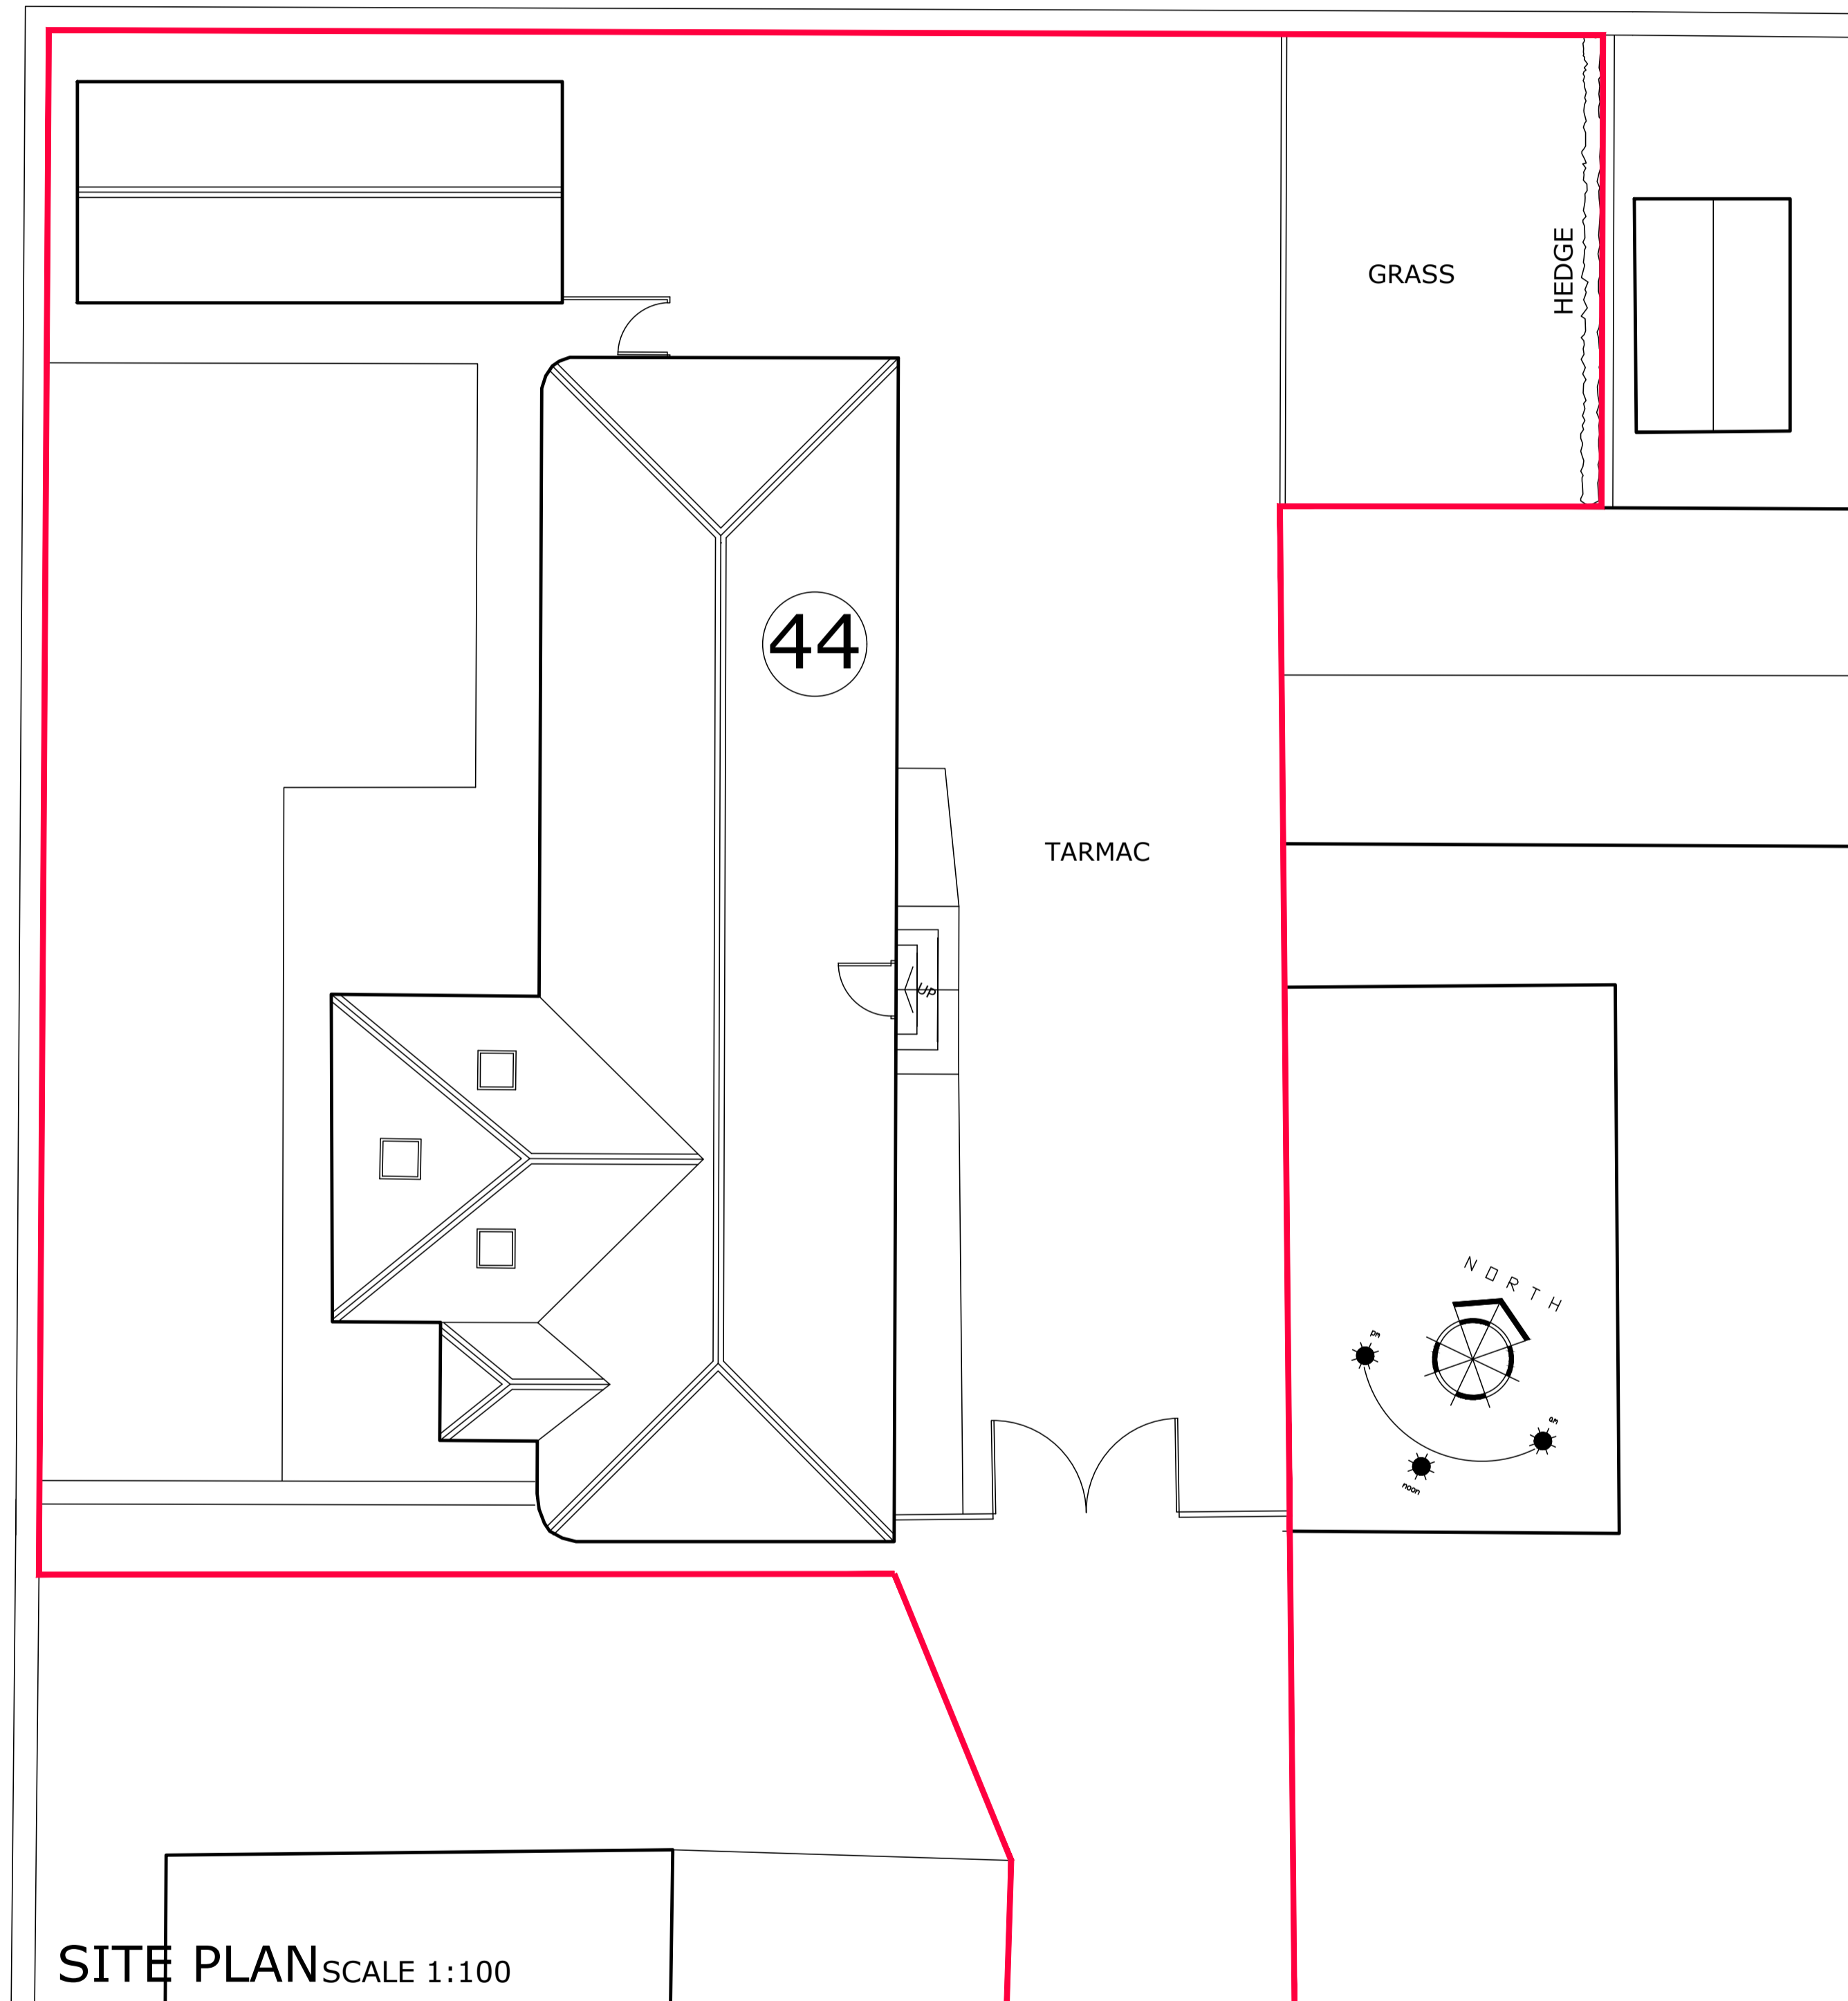 GRASS
HEDGE
44
TARMAC
UP
NORTH
pm
am
noon
SITE PLAN SCALE 1:100